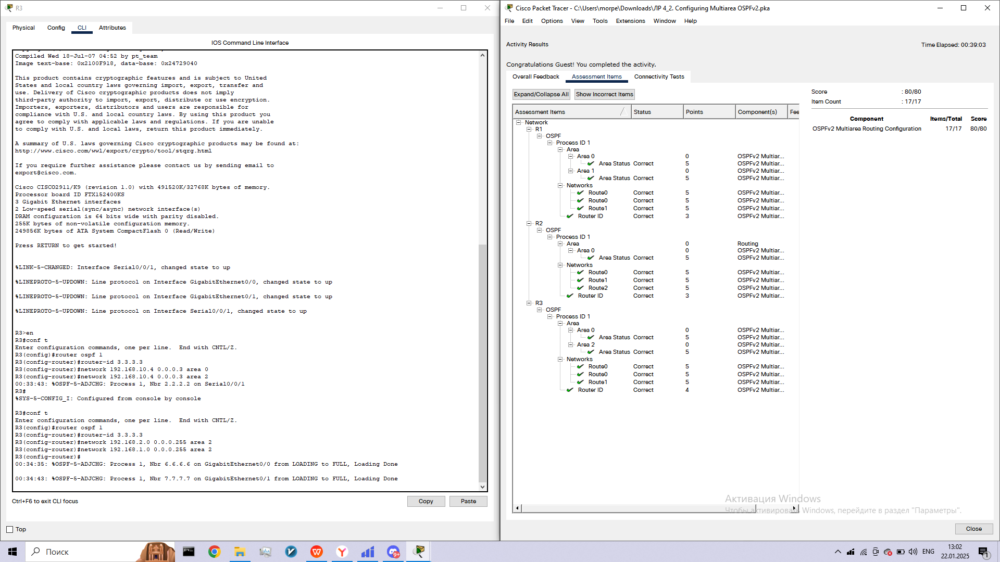 R3
Physical
Config
CLI
Attributes
IOS Command Line Interface
Compiled Wed 18-Jul-07 04:52 by pt_team
Image text-base: 0x2100F918, data-base: 0x24729040
This product contains cryptographic features and is subject to United
States and local country laws governing import, export, transfer and
use. Delivery of Cisco cryptographic products does not imply
third-party authority to import, export, distribute or use encryption.
Importers, exporters, distributors and users are responsible for
compliance with U.S. and local country laws. By using this product you
agree to comply with applicable laws and regulations. If you are unable
to comply with U.S. and local laws, return this product immediately.
A summary of U.S. laws governing Cisco cryptographic products may be found at:
http://www.cisco.com/wwl/export/crypto/tool/stqrg.html
If you require further assistance please contact us by sending email to
export@cisco.com.
Cisco CISCO2911/K9 (revision 1.0) with 491520K/32768K bytes of memory.
Processor board ID FTX152400KS
3 Gigabit Ethernet interfaces
2 Low-speed serial(sync/async) network interface(s)
DRAM configuration is 64 bits wide with parity disabled.
255K bytes of non-volatile configuration memory.
249856K bytes of ATA System CompactFlash 0 (Read/Write)
Press RETURN to get started!
%LINK-5-CHANGED: Interface Serial0/0/1, changed state to up
%LINEPROTO-5-UPDOWN: Line protocol on Interface GigabitEthernet0/0, changed state to up
%LINEPROTO-5-UPDOWN: Line protocol on Interface GigabitEthernet0/1, changed state to up
%LINEPROTO-5-UPDOWN: Line protocol on Interface Serial0/0/1, changed state to up
R3>en
R3#conf t
Enter configuration commands, one per line.  End with CNTL/Z.
R3(config)#router ospf 1
R3(config-router)#router-id 3.3.3.3
R3(config-router)#network 192.168.10.4 0.0.0.3 area 0
R3(config-router)#network 192.168.10.4 0.0.0.3 area 2
00:33:43: %OSPF-5-ADJCHG: Process 1, Nbr 2.2.2.2 on Serial0/0/1
R3#
%SYS-5-CONFIG_I: Configured from console by console
R3#conf t
Enter configuration commands, one per line.  End with CNTL/Z.
R3(config)#router ospf 1
R3(config-router)#router-id 3.3.3.3
R3(config-router)#network 192.168.2.0 0.0.0.255 area 2
R3(config-router)#network 192.168.1.0 0.0.0.255 area 2
R3(config-router)#
00:34:35: %OSPF-5-ADJCHG: Process 1, Nbr 6.6.6.6 on GigabitEthernet0/0 from LOADING to FULL, Loading Done
00:34:43: %OSPF-5-ADJCHG: Process 1, Nbr 7.7.7.7 on GigabitEthernet0/1 from LOADING to FULL, Loading Done
Ctrl+F6 to exit CLI focus
Copy
Paste
Top
Cisco Packet Tracer - C:\Users\morpe\Downloads\ЛР 4_2. Configuring Multiarea OSPFv2.pka
File Edit Options View Tools Extensions Window Help
Activity Results
Time Elapsed: 00:39:03
Congratulations Guest! You completed the activity.
Overall Feedback
Assessment Items
Connectivity Tests
Expand/Collapse All
Show Incorrect Items
Assessment Items Status Points Component(s) Fee
Network
R1
OSPF
Process ID 1
Area
Area 0 0 OSPFv2 Multiar...
Area Status Correct 5 OSPFv2 Multiar...
Area 1 0 OSPFv2 Multiar...
Area Status Correct 5 OSPFv2 Multiar...
Networks
Route0 Correct 5 OSPFv2 Multiar...
Route0 Correct 5 OSPFv2 Multiar...
Route1 Correct 5 OSPFv2 Multiar...
Router ID Correct 3 OSPFv2 Multiar...
R2
OSPF
Process ID 1
Area 0 Routing
Area 0 0 OSPFv2 Multiar...
Area Status Correct 5 OSPFv2 Multiar...
Networks
Route0 Correct 5 OSPFv2 Multiar...
Route1 Correct 5 OSPFv2 Multiar...
Route2 Correct 5 OSPFv2 Multiar...
Router ID Correct 3 OSPFv2 Multiar...
R3
OSPF
Process ID 1
Area
Area 0 0 OSPFv2 Multiar...
Area Status Correct 5 OSPFv2 Multiar...
Area 2 0 OSPFv2 Multiar...
Area Status Correct 5 OSPFv2 Multiar...
Networks
Route0 Correct 5 OSPFv2 Multiar...
Route0 Correct 5 OSPFv2 Multiar...
Route1 Correct 5 OSPFv2 Multiar...
Router ID Correct 4 OSPFv2 Multiar...
Score : 80/80
Item Count : 17/17
Component Items/Total Score
OSPFv2 Multiarea Routing Configuration 17/17 80/80
Активация Windows
Чтобы активировать Windows, перейдите в раздел "Параметры".
Close
Поиск
9+
ENG
13:02
22.01.2025
1